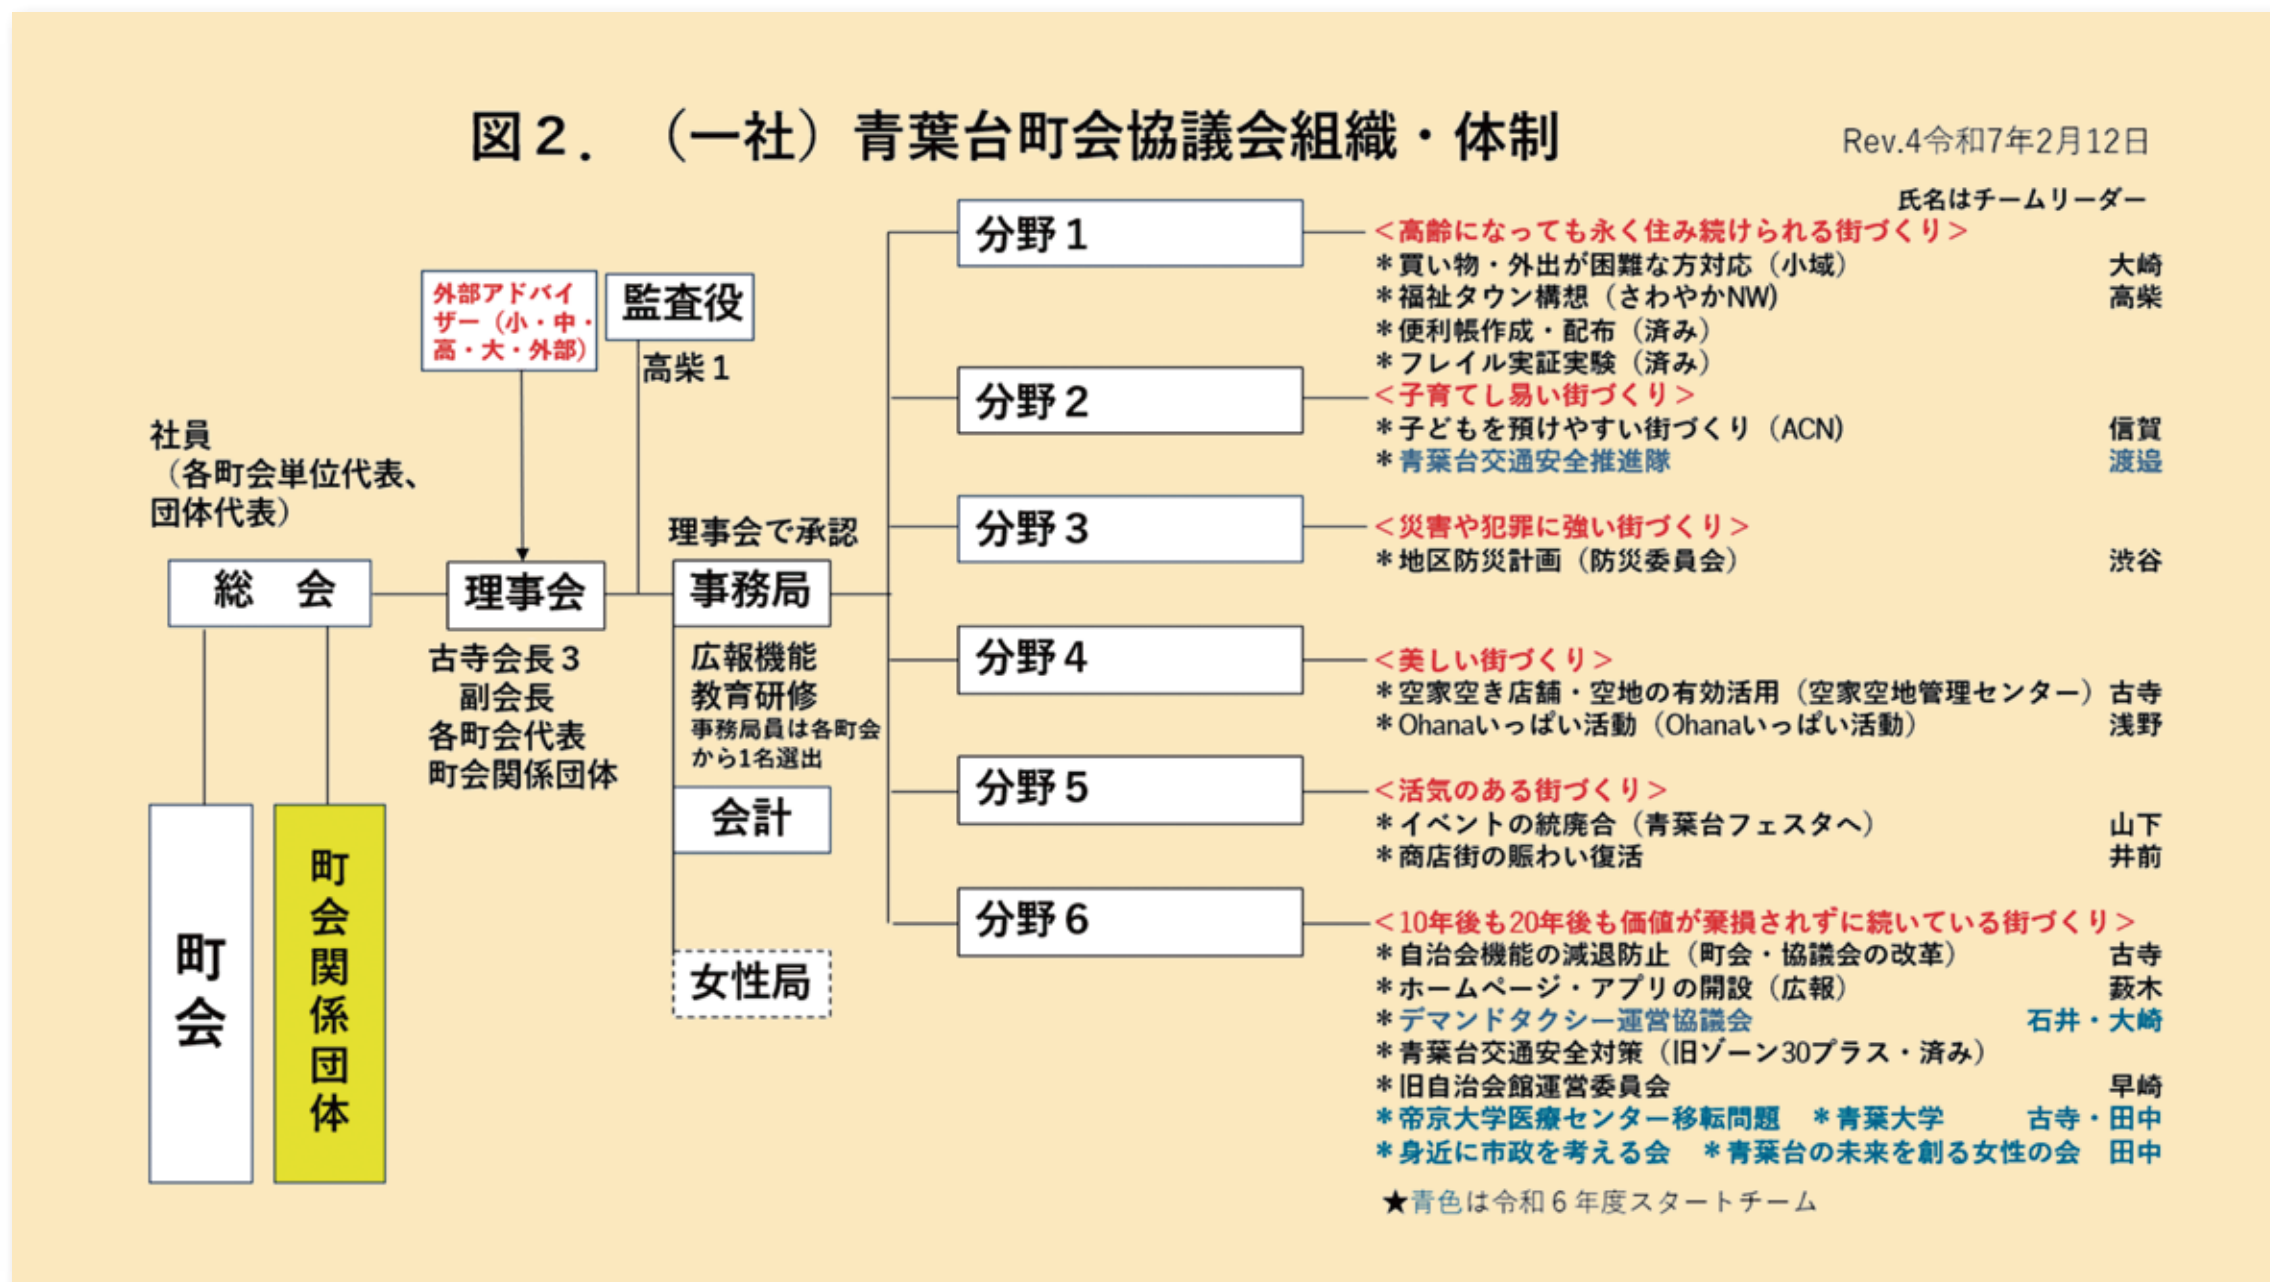 図2.（一社）青葉台町会協議会組織・体制
Rev.4令和7年2月12日
氏名はチームリーダー
外部アドバイ
ザー（小・中・
高・大・外部）
監査役
高柴1
社員
（各町会単位代表、
団体代表）
総　会
理事会
古寺会長3
副会長
各町会代表
町会関係団体
理事会で承認
事務局
広報機能
教育研修
事務局員は各町会
から1名選出
会計
女性局
町会
町会関係団体
分野1
＜高齢になっても永く住み続けられる街づくり＞
＊買い物・外出が困難な方対応（小域）　大崎
＊福祉タウン構想（さわやかNW)　高柴
＊便利帳作成・配布（済み）
＊フレイル実証実験（済み）
分野2
＜子育てし易い街づくり＞
＊子どもを預けやすい街づくり（ACN)　信賀
＊青葉台交通安全推進隊　渡邉
分野3
＜災害や犯罪に強い街づくり＞
＊地区防災計画（防災委員会）　渋谷
分野4
＜美しい街づくり＞
＊空家空き店舗・空地の有効活用（空家空地管理センター）古寺
＊Ohanaいっぱい活動（Ohanaいっぱい活動）　浅野
分野5
＜活気のある街づくり＞
＊イベントの統廃合（青葉台フェスタへ）　山下
＊商店街の賑わい復活　井前
分野6
＜10年後も20年後も価値が棄損されずに続いている街づくり＞
＊自治会機能の減退防止（町会・協議会の改革）　古寺
＊ホームページ・アプリの開設（広報）　薮木
＊デマンドタクシー運営協議会　石井・大崎
＊青葉台交通安全対策（旧ゾーン30プラス・済み）
＊旧自治会館運営委員会　早崎
＊帝京大学医療センター移転問題　＊青葉大学　古寺・田中
＊身近に市政を考える会　＊青葉台の未来を創る女性の会　田中
★青色は令和6年度スタートチーム